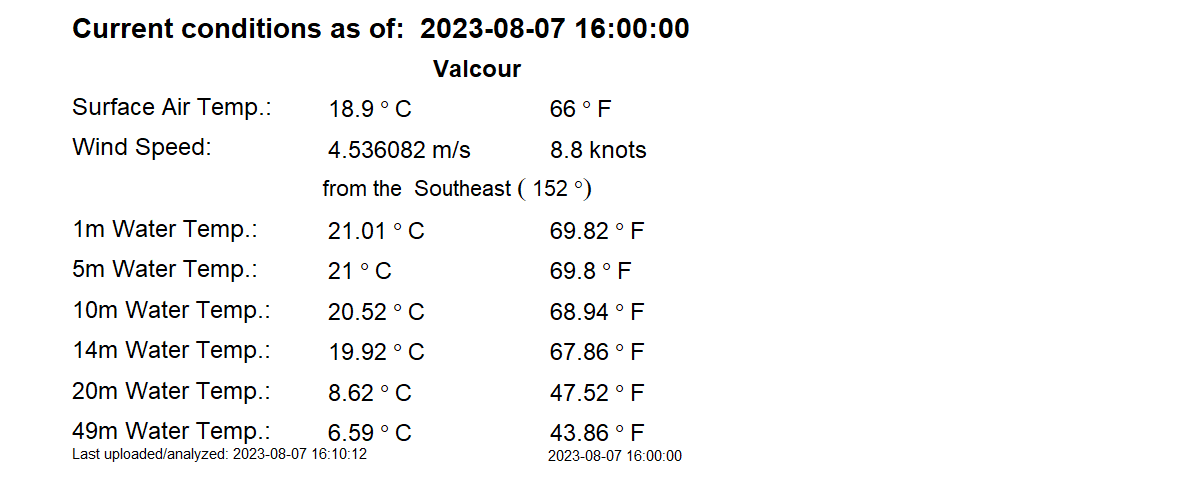 Current conditions as of: 2023-08-07 16:00:00
Valcour
Surface Air Temp.: 18.9 ° C 66 ° F
Wind Speed: 4.536082 m/s 8.8 knots
from the Southeast ( 152 °)
1m Water Temp.: 21.01 ° C 69.82 ° F
5m Water Temp.: 21 ° C 69.8 ° F
10m Water Temp.: 20.52 ° C 68.94 ° F
14m Water Temp.: 19.92 ° C 67.86 ° F
20m Water Temp.: 8.62 ° C 47.52 ° F
49m Water Temp.: 6.59 ° C 43.86 ° F
Last uploaded/analyzed: 2023-08-07 16:10:12 2023-08-07 16:00:00